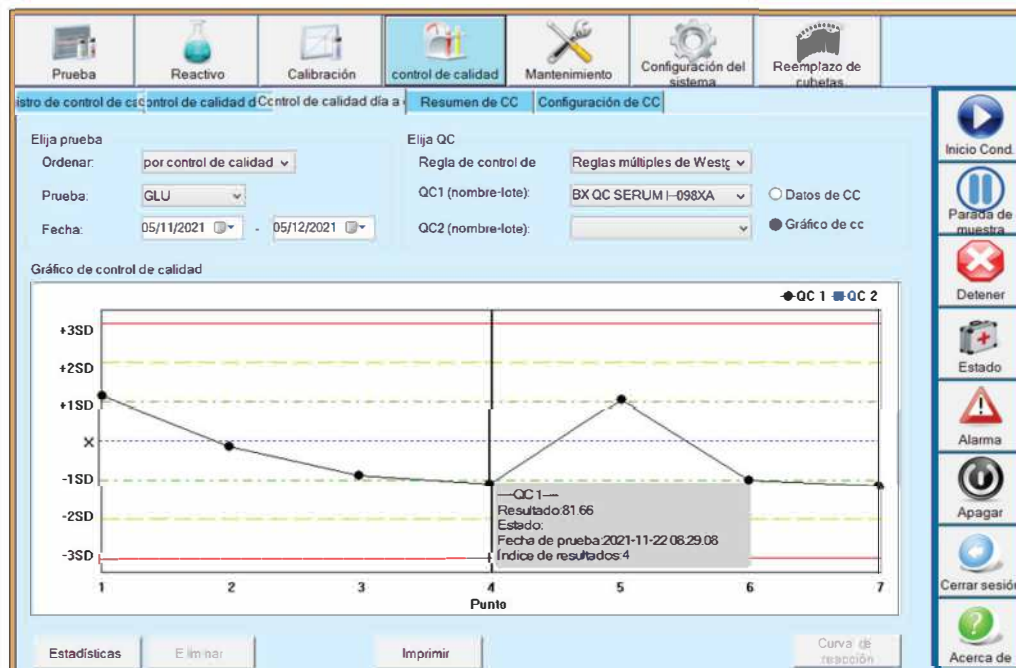 Prueba
Reactivo
Calibración
control de calidad
Mantenimiento
Configuración del
sistema
Reemplazo de
cubetas
istro de control de ca
ontrol de calidad d
Control de calidad día a
Resumen de CC
Configuración de CC
Elija prueba
Ordenar:
por control de calidad
Prueba:
GLU
Fecha:
05/11/2021
-
05/12/2021
Elija QC
Regla de control de
Reglas múltiples de Westg
QC1 (nombre-lote):
BX QC SERUM I-098XA
Datos de CC
QC2 (nombre-lote):
Gráfico de cc
Gráfico de control de calidad
QC 1 QC 2
+3SD
+2SD
+1SD
X
-1SD
-2SD
-3SD
---QC 1---
Resultado:81.66
Estado:
Fecha de prueba:2021-11-22 08.29.08
Índice de resultados:4
1 2 3 4 5 6 7
Punto
Estadísticas
Eliminar
Imprimir
Curva de
reacción
Inicio Cond.
Parada de
muestra
Detener
Estado
Alarma
Apagar
Cerrar sesión
Acerca de